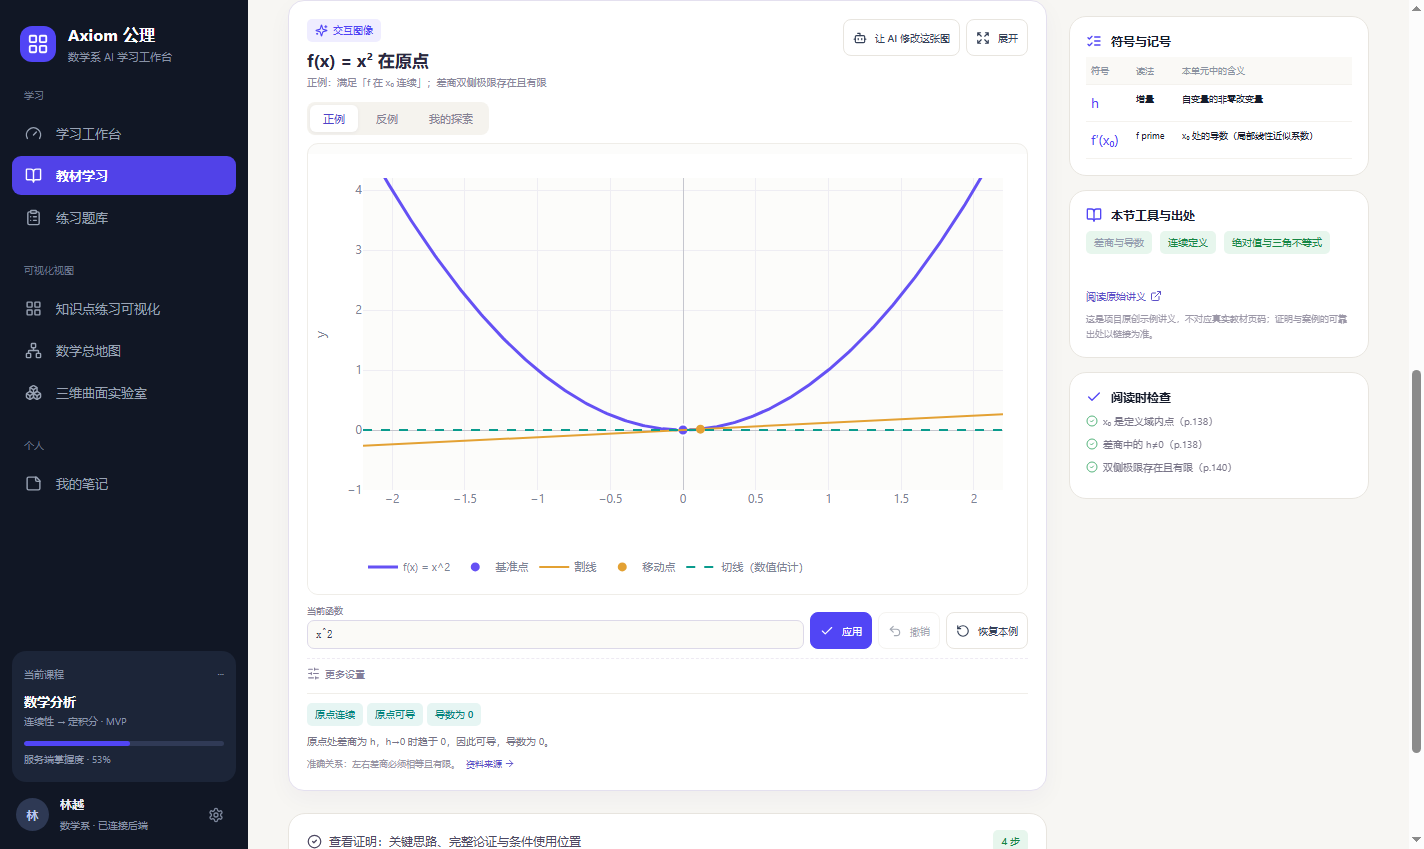 Axiom 公理
数学系 AI 学习工作台
学习
学习工作台
教材学习
练习题库
可视化视图
知识点练习可视化
数学总地图
三维曲面实验室
个人
我的笔记
当前课程
数学分析
连续性 → 定积分 · MVP
服务端掌握度 · 53%
林
林越
数学系 · 已连接后端
交互图像
f(x) = x² 在原点
正例：满足「f 在 x₀ 连续」；差商双侧极限存在且有限
让 AI 修改这张图
展开
正例
反例
我的探索
y
4
3
2
1
0
−1
−2
−1.5
−1
−0.5
0
0.5
1
1.5
2
f(x) = x^2
基准点
割线
移动点
切线（数值估计）
当前函数
x^2
应用
撤销
恢复本例
更多设置
原点连续
原点可导
导数为 0
原点处差商为 h，h→0 时趋于 0，因此可导，导数为 0。
准确关系：左右差商必须相等且有限。 资料来源 →
查看证明：关键思路、完整论证与条件使用位置
4 步
符号与记号
符号 读法 本单元中的含义
h 增量 自变量的非零改变量
f′(x₀) f prime x₀ 处的导数（局部线性近似系数）
本节工具与出处
差商与导数
连续定义
绝对值与三角不等式
阅读原始讲义
这是项目原创示例讲义，不对应真实教材页码；证明与案例的可靠
出处以链接为准。
阅读时检查
x₀ 是定义域内点（p.138）
差商中的 h≠0（p.138）
双侧极限存在且有限（p.140）